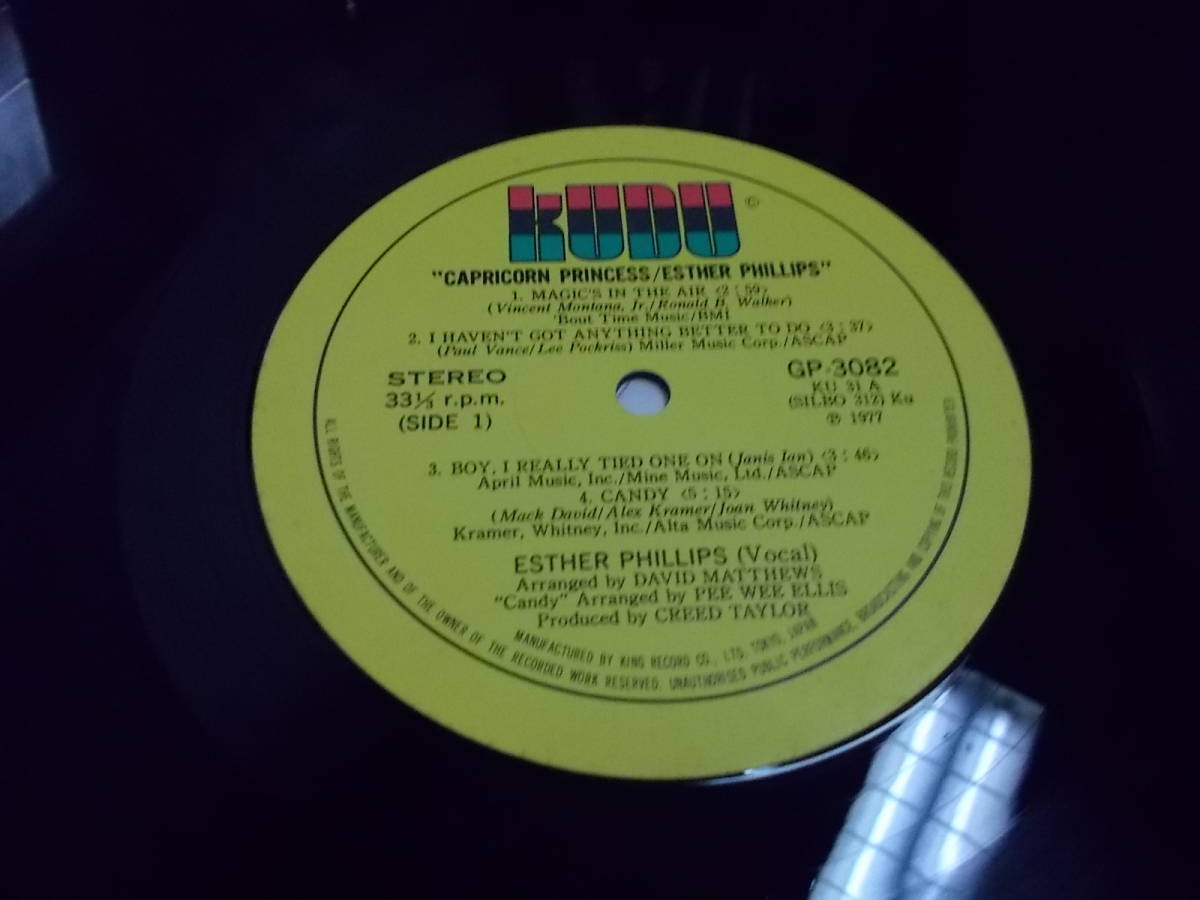 KUDU ©
"CAPRICORN PRINCESS/ESTHER PHILLIPS"
1. MAGIC'S IN THE AIR <2:59>
(Vincent Montana, Jr./Ronald B. Walker)
'Bout Time Music/BMI
2. I HAVEN'T GOT ANYTHING BETTER TO DO <3:37>
(Paul Vance/Lee Pockriss) Miller Music Corp./ASCAP
STEREO
33⅓ r.p.m.
(SIDE 1)
GP-3082
KU 31 A
(SILBO 312) Ku
℗ 1977
3. BOY, I REALLY TIED ONE ON (Janis Ian) <3:46>
April Music, Inc./Mine Music, Ltd./ASCAP
4. CANDY <5:15>
(Mack David/Alex Kramer/Joan Whitney)
Kramer, Whitney, Inc./Alta Music Corp./ASCAP
ESTHER PHILLIPS (Vocal)
Arranged by DAVID MATTHEWS
"Candy" Arranged by PEE WEE ELLIS
Produced by CREED TAYLOR
MANUFACTURED BY KING RECORD CO., LTD. TOKYO, JAPAN
ALL RIGHTS OF THE MANUFACTURER AND OF THE OWNER OF THE RECORDED WORK RESERVED. UNAUTHORISED PUBLIC PERFORMANCE, BROADCASTING AND COPYING OF THIS RECORD PROHIBITED